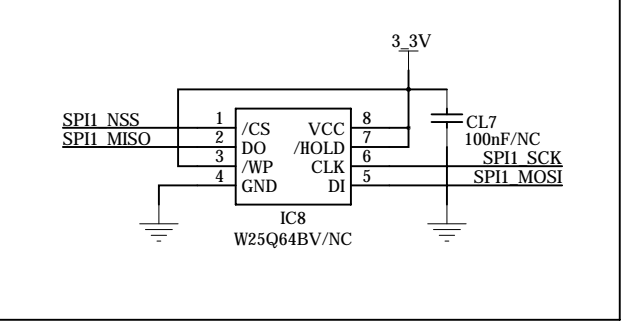 3_3V
SPI1_NSS 1 /CS VCC 8
SPI1_MISO 2 DO /HOLD 7
3 /WP CLK 6 SPI1_SCK
4 GND DI 5 SPI1_MOSI
CL7
100nF/NC
IC8
W25Q64BV/NC